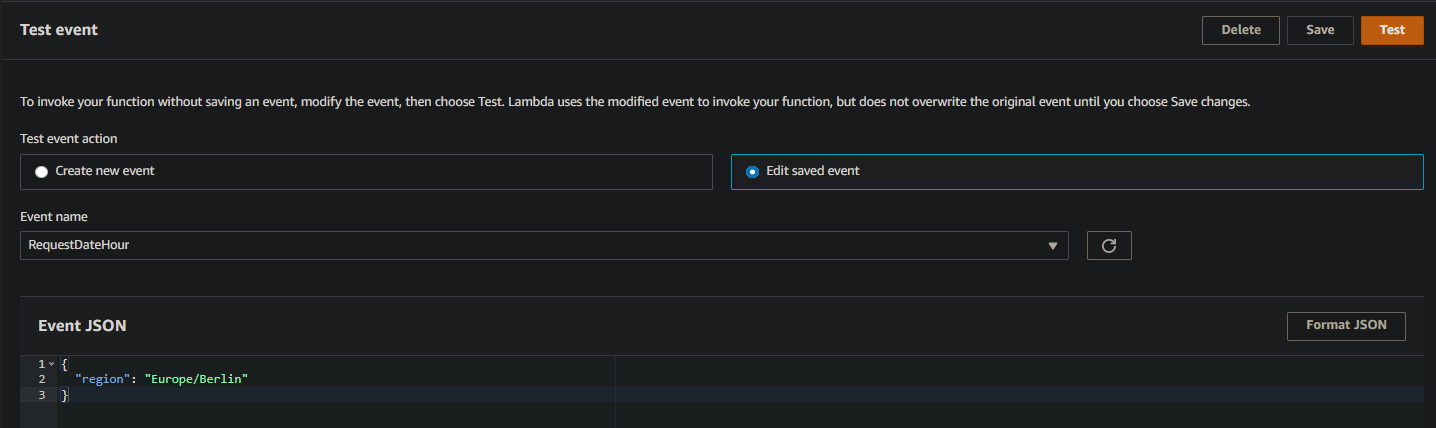 Test event Delete Save Test
To invoke your function without saving an event, modify the event, then choose Test. Lambda uses the modified event to invoke your function, but does not overwrite the original event until you choose Save changes.
Test event action
Create new event Edit saved event
Event name
RequestDateHour
Event JSON Format JSON
1 {
2 "region": "Europe/Berlin"
3 }